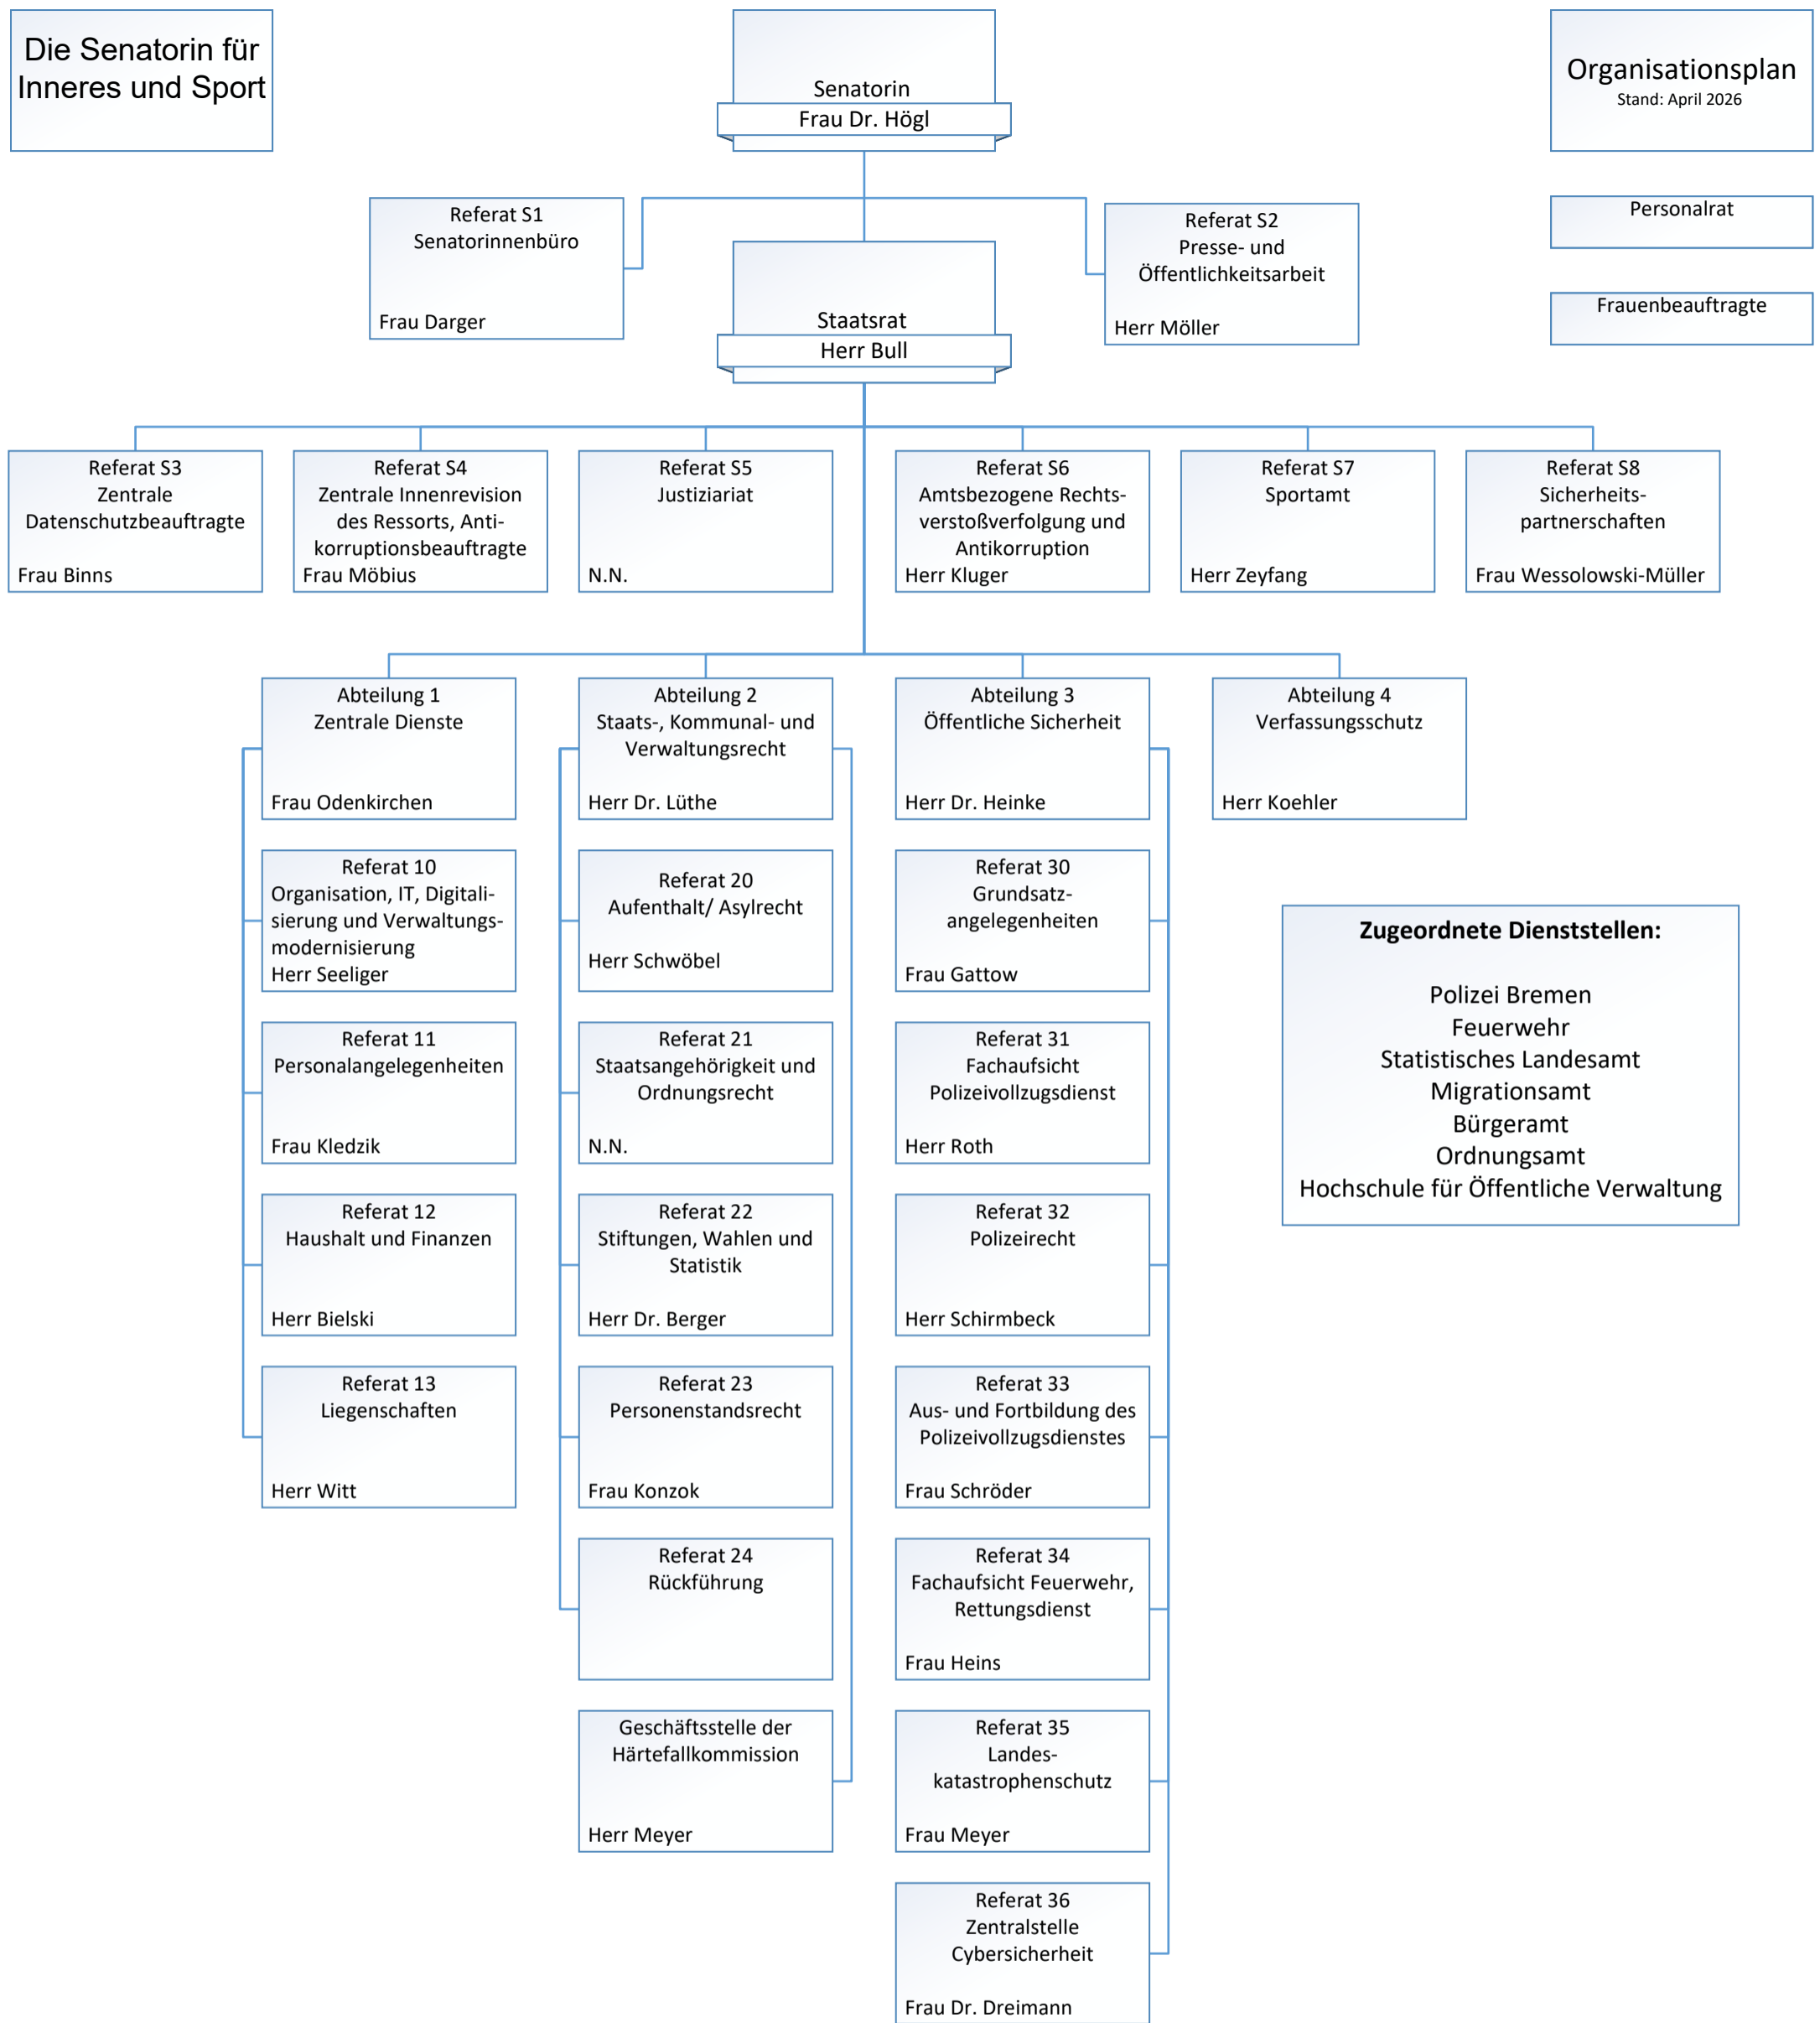 Die Senatorin für
Inneres und Sport
Senatorin
Frau Dr. Högl
Organisationsplan
Stand: April 2026
Personalrat
Frauenbeauftragte
Referat S1
Senatorinnenbüro
Frau Darger
Staatsrat
Herr Bull
Referat S2
Presse- und
Öffentlichkeitsarbeit
Herr Möller
Referat S3
Zentrale
Datenschutzbeauftragte
Frau Binns
Referat S4
Zentrale Innenrevision
des Ressorts, Anti-
korruptionsbeauftragte
Frau Möbius
Referat S5
Justiziariat
N.N.
Referat S6
Amtsbezogene Rechts-
verstoßverfolgung und
Antikorruption
Herr Kluger
Referat S7
Sportamt
Herr Zeyfang
Referat S8
Sicherheits-
partnerschaften
Frau Wessolowski-Müller
Abteilung 1
Zentrale Dienste
Frau Odenkirchen
Referat 10
Organisation, IT, Digitali-
sierung und Verwaltungs-
modernisierung
Herr Seeliger
Referat 11
Personalangelegenheiten
Frau Kledzik
Referat 12
Haushalt und Finanzen
Herr Bielski
Referat 13
Liegenschaften
Herr Witt
Abteilung 2
Staats-, Kommunal- und
Verwaltungsrecht
Herr Dr. Lüthe
Referat 20
Aufenthalt/ Asylrecht
Herr Schwöbel
Referat 21
Staatsangehörigkeit und
Ordnungsrecht
N.N.
Referat 22
Stiftungen, Wahlen und
Statistik
Herr Dr. Berger
Referat 23
Personenstandsrecht
Frau Konzok
Referat 24
Rückführung
Geschäftsstelle der
Härtefallkommission
Herr Meyer
Abteilung 3
Öffentliche Sicherheit
Herr Dr. Heinke
Referat 30
Grundsatz-
angelegenheiten
Frau Gattow
Referat 31
Fachaufsicht
Polizeivollzugsdienst
Herr Roth
Referat 32
Polizeirecht
Herr Schirmbeck
Referat 33
Aus- und Fortbildung des
Polizeivollzugsdienstes
Frau Schröder
Referat 34
Fachaufsicht Feuerwehr,
Rettungsdienst
Frau Heins
Referat 35
Landes-
katastrophenschutz
Frau Meyer
Referat 36
Zentralstelle
Cybersicherheit
Frau Dr. Dreimann
Abteilung 4
Verfassungsschutz
Herr Koehler
Zugeordnete Dienststellen:
Polizei Bremen
Feuerwehr
Statistisches Landesamt
Migrationsamt
Bürgeramt
Ordnungsamt
Hochschule für Öffentliche Verwaltung